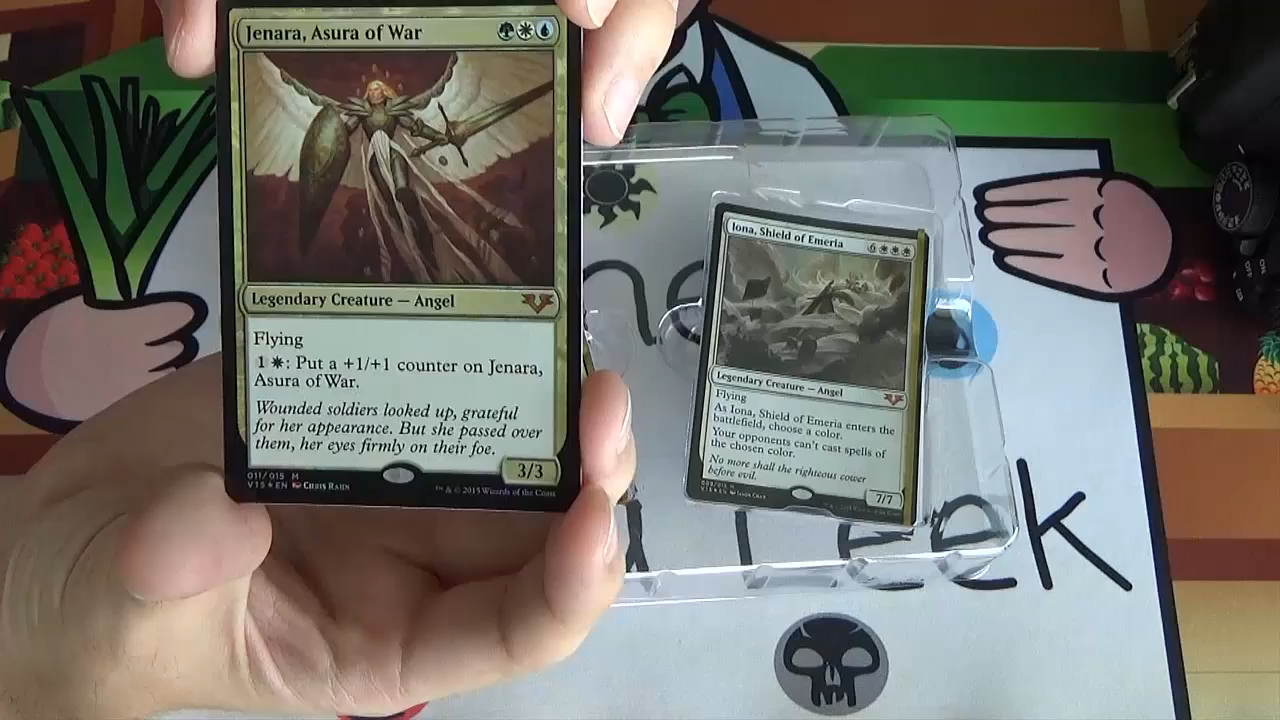 Jenara, Asura of War
Legendary Creature — Angel
Flying
1 : Put a +1/+1 counter on Jenara,
Asura of War.
Wounded soldiers looked up, grateful
for her appearance. But she passed over
them, her eyes firmly on their foe.
3/3
011/015 M
V15 EN Chris Rahn
™ & © 2015 Wizards of the Coast
Iona, Shield of Emeria
6
Legendary Creature — Angel
Flying
As Iona, Shield of Emeria enters the
battlefield, choose a color.
Your opponents can't cast spells of
the chosen color.
No more shall the righteous cower
before evil.
7/7
V15 EN